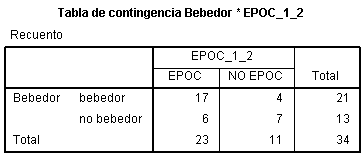 Tabla de contingencia Bebedor * EPOC_1_2
Recuento
EPOC_1_2
EPOC NO EPOC Total
Bebedor bebedor 17 4 21
no bebedor 6 7 13
Total 23 11 34